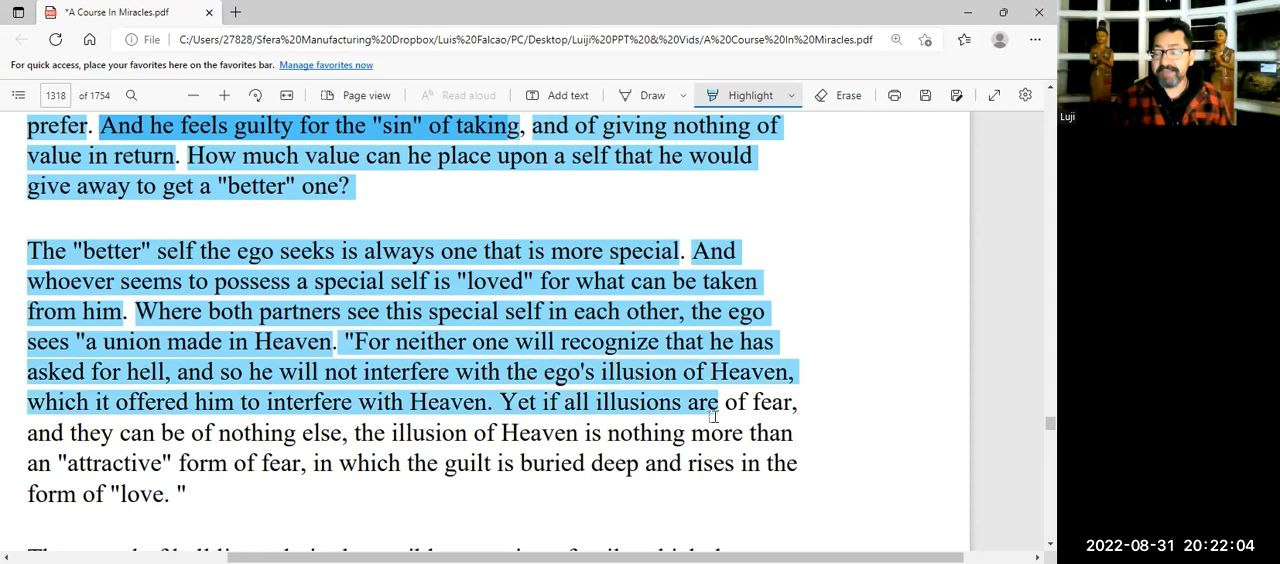 *A Course In Miracles.pdf
File
C:/Users/27828/Sfera%20Manufacturing%20Dropbox/Luis%20Falcao/PC/Desktop/Luiji%20PPT%20&%20Vids/A%20Course%20In%20Miracles.pdf
For quick access, place your favorites here on the favorites bar. Manage favorites now
1318 of 1754
Page view
Read aloud
Add text
Draw
Highlight
Erase
prefer. And he feels guilty for the "sin" of taking, and of giving nothing of
value in return. How much value can he place upon a self that he would
give away to get a "better" one?
The "better" self the ego seeks is always one that is more special. And
whoever seems to possess a special self is "loved" for what can be taken
from him. Where both partners see this special self in each other, the ego
sees "a union made in Heaven. "For neither one will recognize that he has
asked for hell, and so he will not interfere with the ego's illusion of Heaven,
which it offered him to interfere with Heaven. Yet if all illusions are of fear,
and they can be of nothing else, the illusion of Heaven is nothing more than
an "attractive" form of fear, in which the guilt is buried deep and rises in the
form of "love. "
Luji
2022-08-31 20:22:04